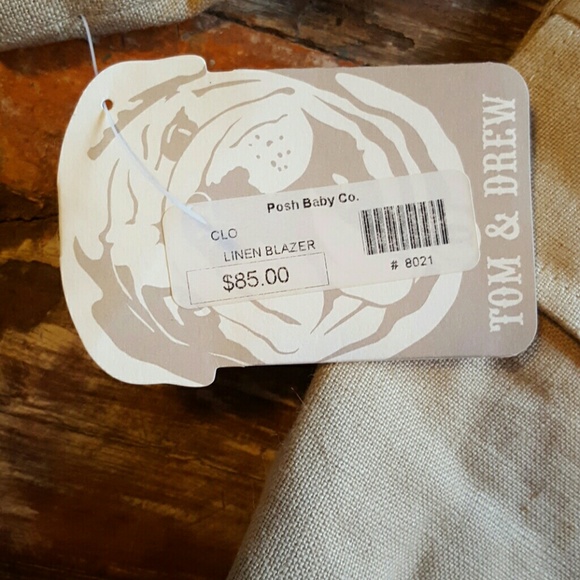 Posh Baby Co.
CLO
LINEN BLAZER
$85.00
# 8021
TOM & DREW